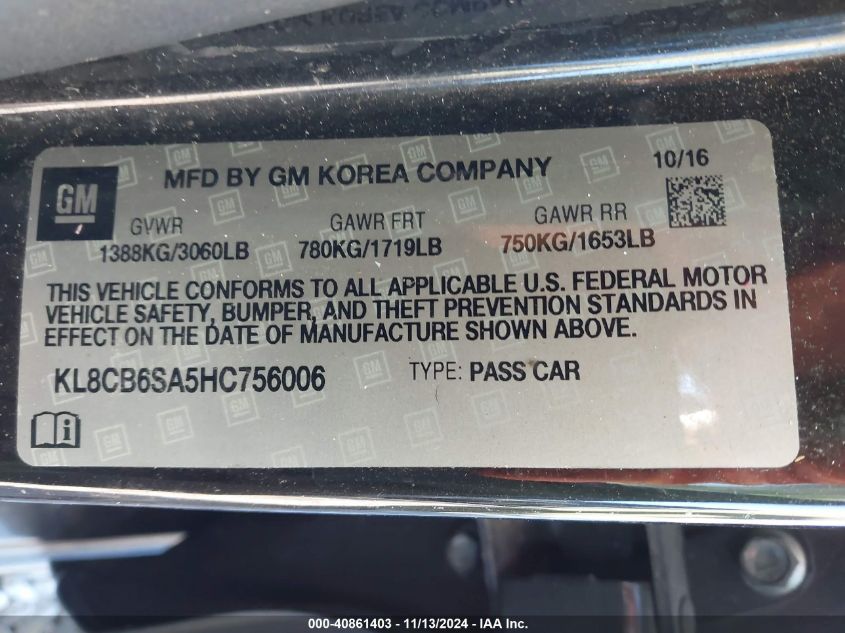 MFD BY GM KOREA COMPANY
10/16
GM
GVWR
1388KG/3060LB
GAWR FRT
780KG/1719LB
GAWR RR
750KG/1653LB
THIS VEHICLE CONFORMS TO ALL APPLICABLE U.S. FEDERAL MOTOR
VEHICLE SAFETY, BUMPER, AND THEFT PREVENTION STANDARDS IN
EFFECT ON THE DATE OF MANUFACTURE SHOWN ABOVE.
KL8CB6SA5HC756006
TYPE: PASS CAR
000-40861403 - 11/13/2024 - IAA Inc.